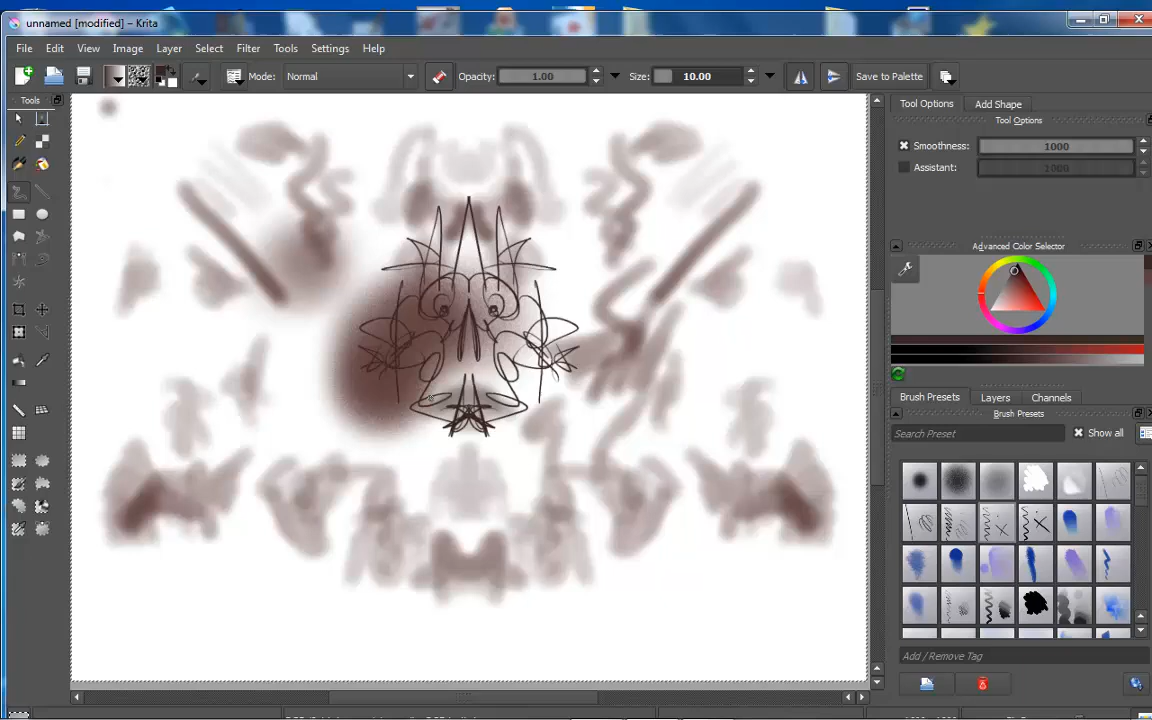 unnamed [modified] - Krita
File Edit View Image Layer Select Filter Tools Settings Help
Mode: Normal Opacity: 1.00 Size: 10.00 Save to Palette
Tools
Tool Options Add Shape
Tool Options
Smoothness: 1000
Assistant: 1000
Advanced Color Selector
Brush Presets Layers Channels
Brush Presets
Search Preset Show all
Add / Remove Tag